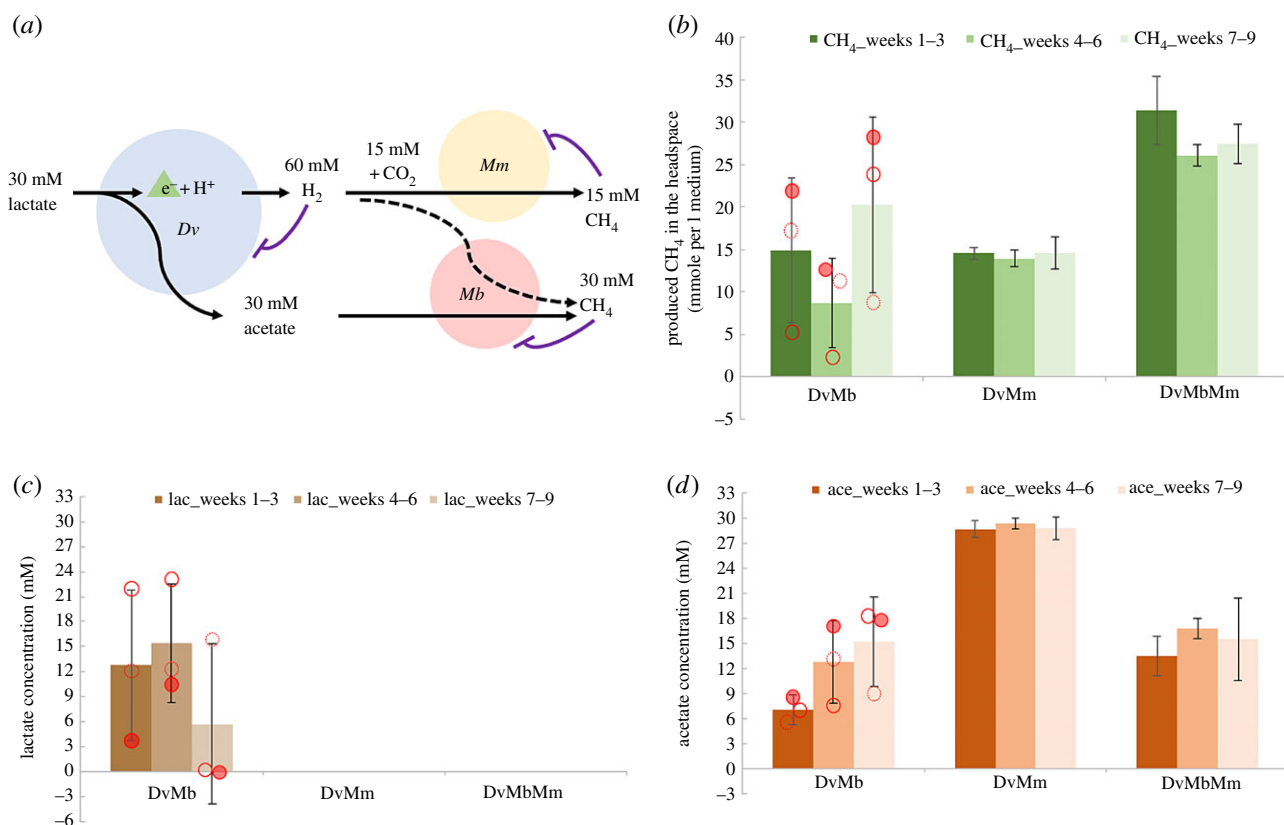 (a)
30 mM
lactate
e⁻ + H⁺
Dv
60 mM
H₂
15 mM
+ CO₂
Mm
15 mM
CH₄
30 mM
acetate
Mb
30 mM
CH₄
(b)
CH₄_weeks 1–3 CH₄_weeks 4–6 CH₄_weeks 7–9
produced CH₄ in the headspace
(mmole per 1 medium)
40
35
30
25
20
15
10
5
0
–5
DvMb DvMm DvMbMm
(c)
lac_weeks 1–3 lac_weeks 4–6 lac_weeks 7–9
lactate concentration (mM)
33
30
27
24
21
18
15
12
9
6
3
0
–3
–6
DvMb DvMm DvMbMm
(d)
ace_weeks 1–3 ace_weeks 4–6 ace_weeks 7–9
acetate concentration (mM)
33
30
27
24
21
18
15
12
9
6
3
0
–3
DvMb DvMm DvMbMm